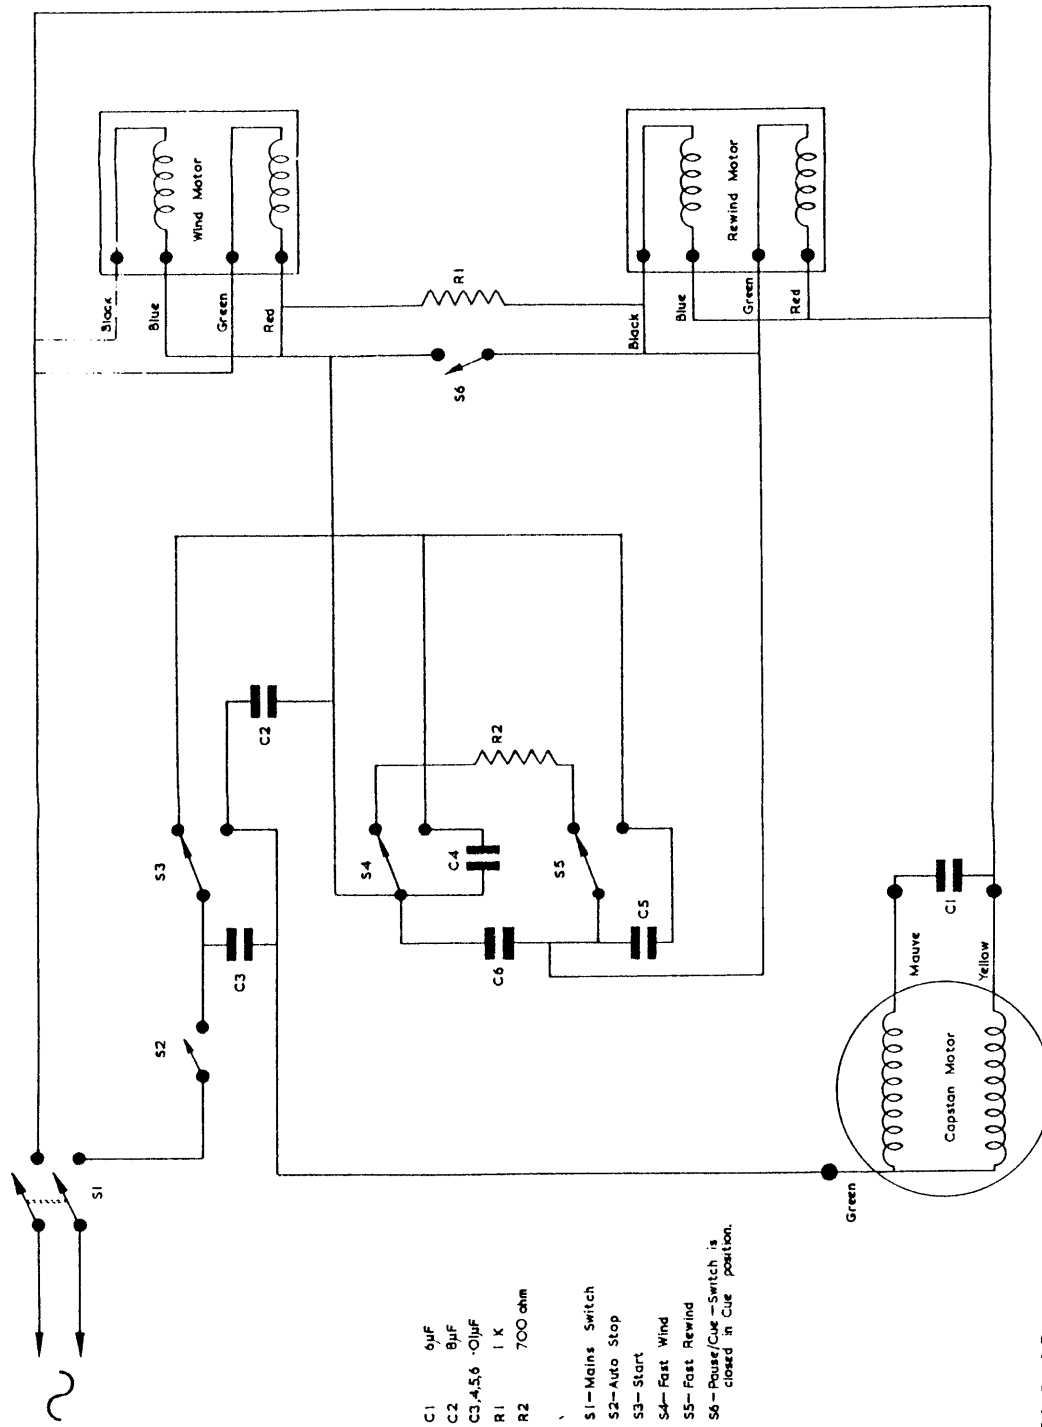 C1 6µF
C2 8µF
C3,4,5,6 ·01µF
R1 1 K
R2 700 ohm
S1—Mains Switch
S2—Auto Stop
S3—Start
S4—Fast Wind
S5—Fast Rewind
S6—Pause/Cue—Switch is
closed in Cue position.
S1
S2
S3
C3
C2
S4
C4
C6
R2
S5
C5
Black
Blue
Green
Red
Wind Motor
S6
R1
Black
Blue
Green
Red
Rewind Motor
Green
Capstan Motor
Mauve
Yellow
C1